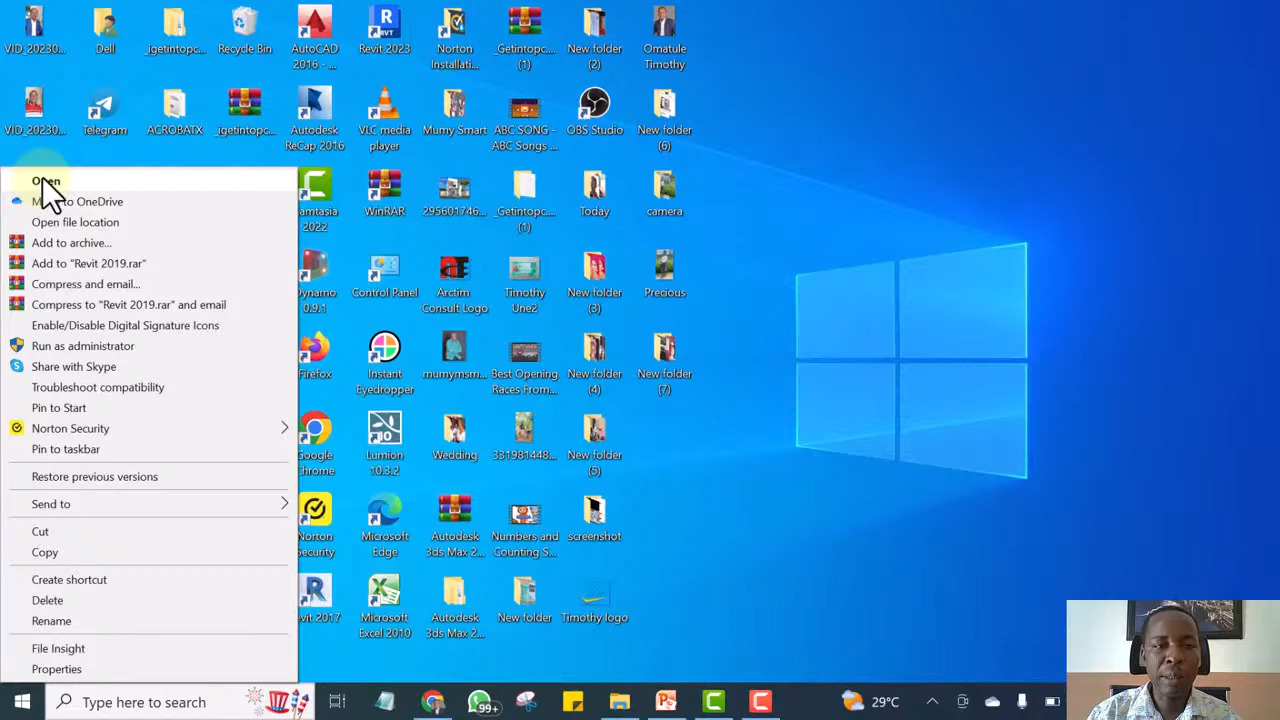 VID_20230...
Dell
_igetintopc...
Recycle Bin
AutoCAD
2016 - ...
Revit 2023
Norton
Installati...
_Getintopc...
(1)
New folder
(2)
Omatule
Timothy
VID_20230...
Telegram
ACROBATX
_igetintopc...
Autodesk
ReCap 2016
VLC media
player
Mumy Smart
ABC SONG -
ABC Songs ...
OBS Studio
New folder
(6)
Open
to OneDrive
Open file location
Add to archive...
Add to "Revit 2019.rar"
Compress and email...
Compress to "Revit 2019.rar" and email
Enable/Disable Digital Signature Icons
Run as administrator
Share with Skype
Troubleshoot compatibility
Pin to Start
Norton Security
Pin to taskbar
Restore previous versions
Send to
Cut
Copy
Create shortcut
Delete
Rename
File Insight
Properties
amtasia
2022
WinRAR
295601746...
_Getintopc...
(1)
Today
camera
Dynamo
0.9.1
Control Panel
Arctim
Consult Logo
Timothy
Une2
New folder
(3)
Precious
Firefox
Instant
Eyedropper
mumymsm...
Best Opening
Races From...
New folder
(4)
New folder
(7)
Google
Chrome
Lumion
10.3.2
Wedding
331981448...
New folder
(5)
Norton
Security
Microsoft
Edge
Autodesk
3ds Max 2...
Numbers and
Counting S...
screenshot
evit 2017
Microsoft
Excel 2010
Autodesk
3ds Max 2...
New folder
Timothy logo
Type here to search
99+
29°C